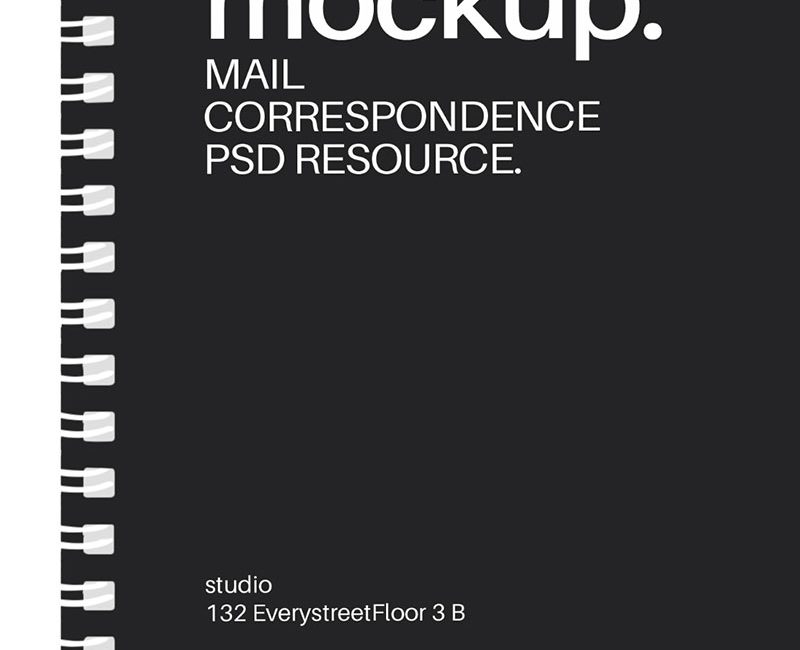 mockup.
MAIL
CORRESPONDENCE
PSD RESOURCE.
studio
132 EverystreetFloor 3 B